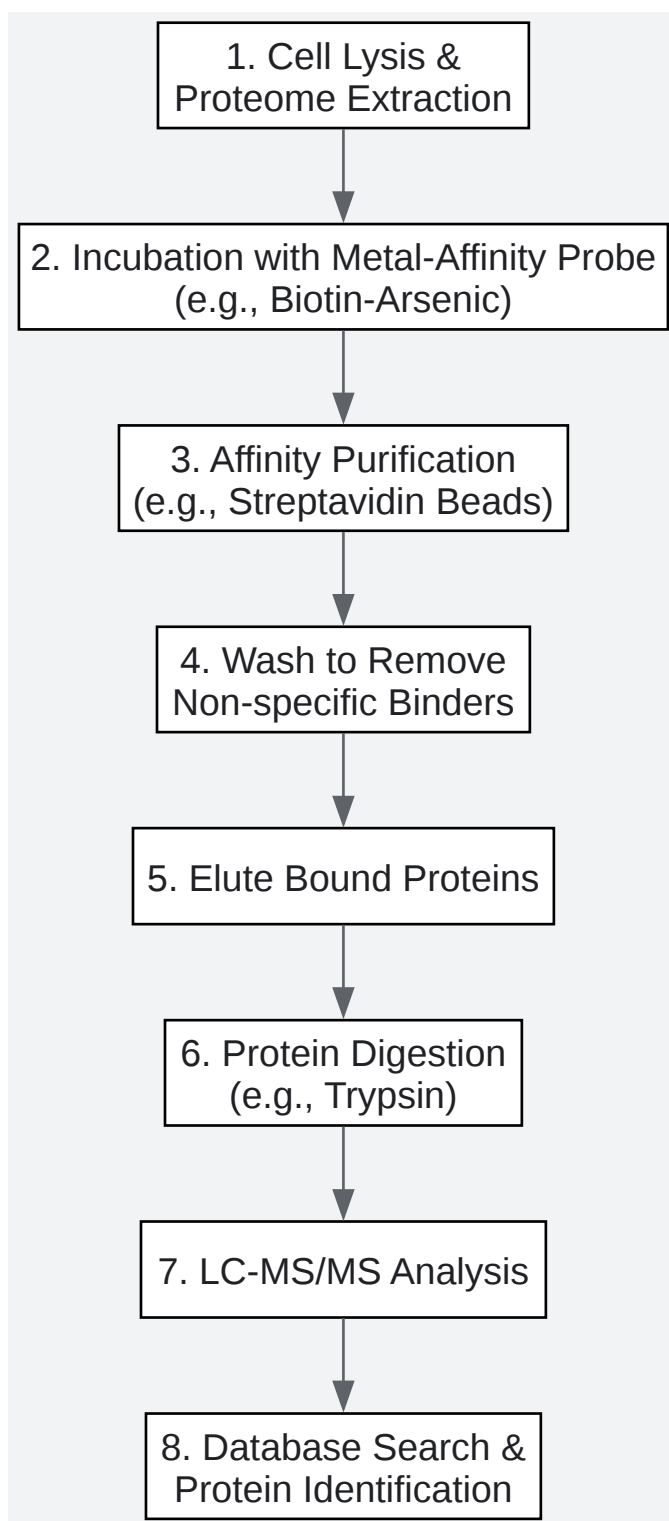 1. Cell Lysis &
Proteome Extraction
2. Incubation with Metal-Affinity Probe
(e.g., Biotin-Arsenic)
3. Affinity Purification
(e.g., Streptavidin Beads)
4. Wash to Remove
Non-specific Binders
5. Elute Bound Proteins
6. Protein Digestion
(e.g., Trypsin)
7. LC-MS/MS Analysis
8. Database Search &
Protein Identification